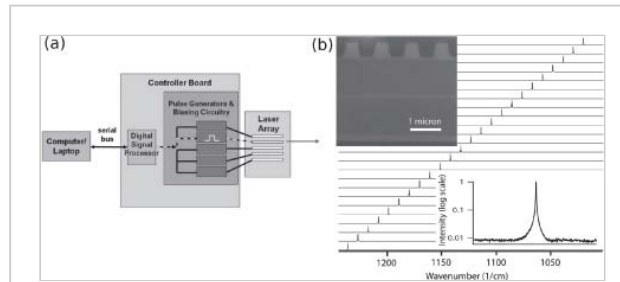 (a)
Controller Board
Pulse Generators &
Biasing Circuitry
Laser
Array
serial
bus
Computer/
Laptop
Digital
Signal
Processor
(b)
1 micron
Intensity (log scale)
1
0.1
0.01
1200
1150
1100
1050
Wavenumber (1/cm)